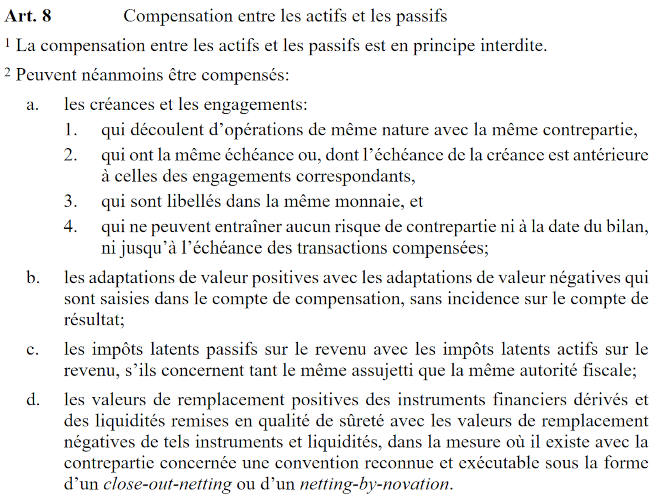 Art. 8 Compensation entre les actifs et les passifs
1 La compensation entre les actifs et les passifs est en principe interdite.
2 Peuvent néanmoins être compensés:
a. les créances et les engagements:
1. qui découlent d’opérations de même nature avec la même contrepartie,
2. qui ont la même échéance ou, dont l’échéance de la créance est antérieure
à celles des engagements correspondants,
3. qui sont libellés dans la même monnaie, et
4. qui ne peuvent entraîner aucun risque de contrepartie ni à la date du bilan,
ni jusqu’à l’échéance des transactions compensées;
b. les adaptations de valeur positives avec les adaptations de valeur négatives qui
sont saisies dans le compte de compensation, sans incidence sur le compte de
résultat;
c. les impôts latents passifs sur le revenu avec les impôts latents actifs sur le
revenu, s’ils concernent tant le même assujetti que la même autorité fiscale;
d. les valeurs de remplacement positives des instruments financiers dérivés et
des liquidités remises en qualité de sûreté avec les valeurs de remplacement
négatives de tels instruments et liquidités, dans la mesure où il existe avec la
contrepartie concernée une convention reconnue et exécutable sous la forme
d’un close-out-netting ou d’un netting-by-novation.